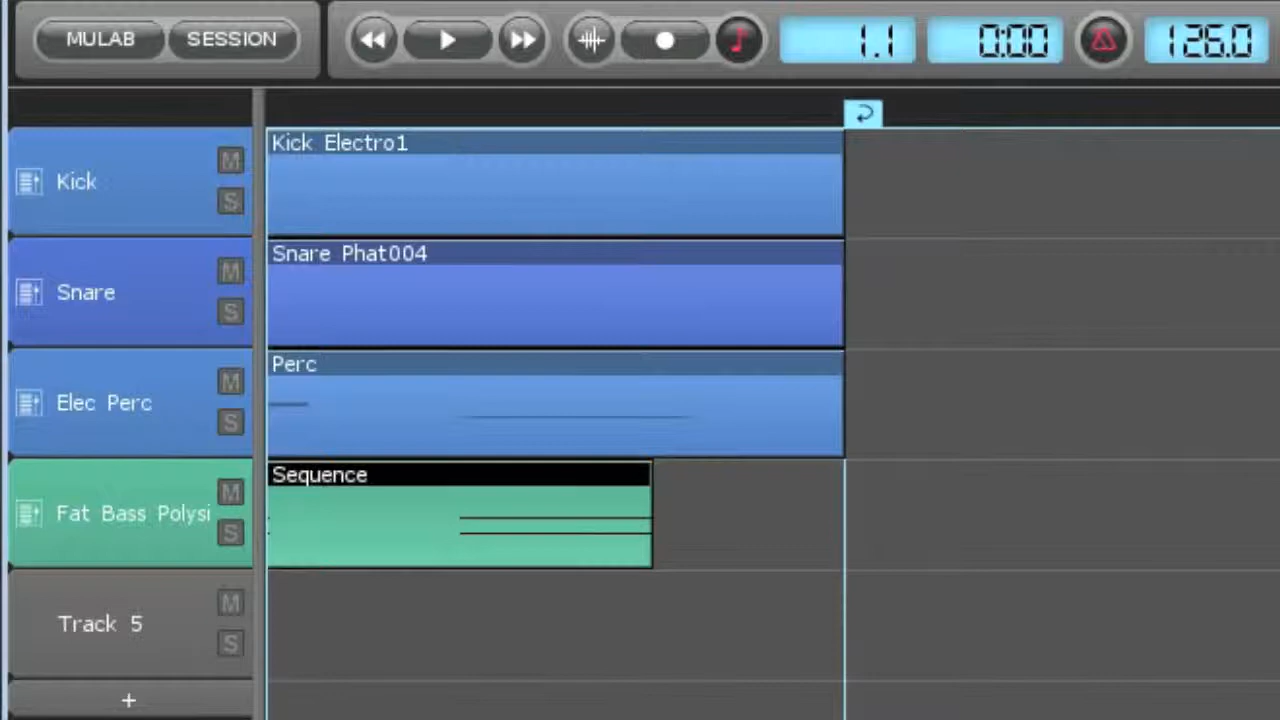 MULAB SESSION 1.1 0:00 126.0
Kick Electro1
Kick M S
Snare Phat004
Snare M S
Perc
Elec Perc M S
Sequence
Fat Bass Polysi M S
Track 5 M S
+